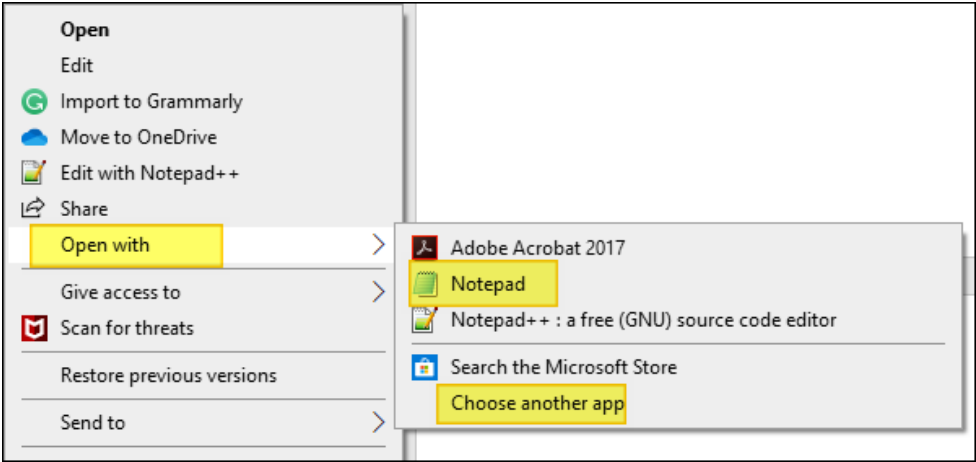 Open
Edit
Import to Grammarly
Move to OneDrive
Edit with Notepad++
Share
Open with
Give access to
Scan for threats
Restore previous versions
Send to
Adobe Acrobat 2017
Notepad
Notepad++ : a free (GNU) source code editor
Search the Microsoft Store
Choose another app